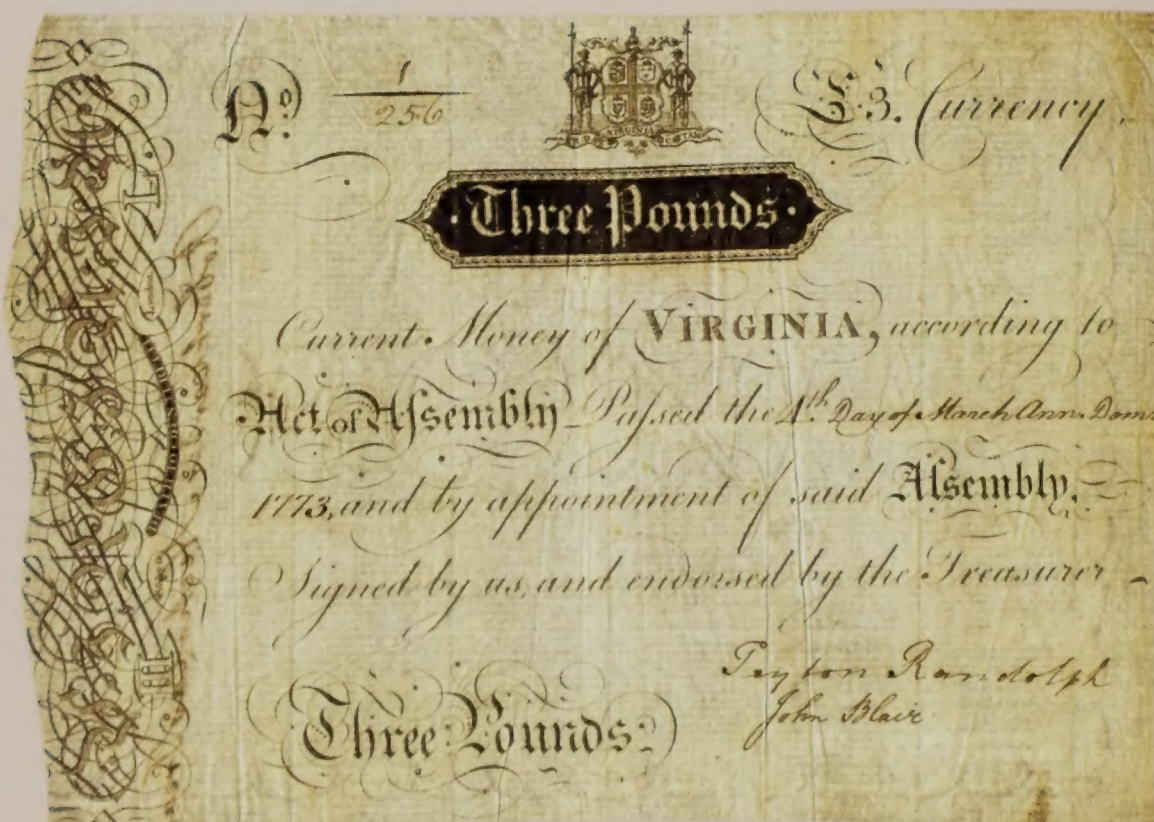 No 1
256
£3. Currency.
VIRGINIA
·Three Pounds·
Current Money of VIRGINIA, according to
Act of Aſsembly Paſsed the 4th Day of March Ann. Dom.
1773, and by appointment of said Aſsembly,
Signed by us, and endorsed by the Treasurer
Peyton Randolph
John Blair
Three Pounds.